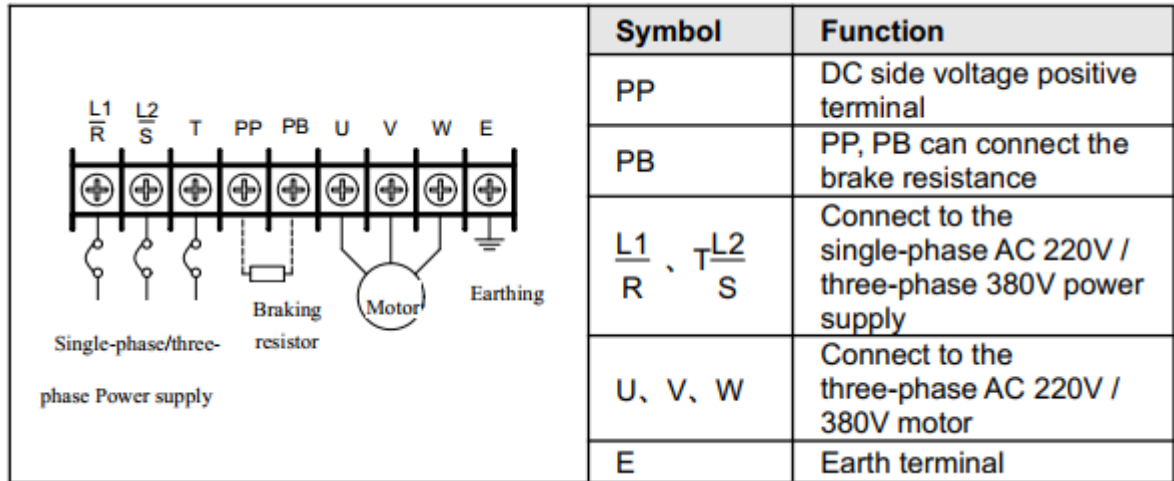 L1/R L2/S T PP PB U V W E
Braking
resistor
Motor
Earthing
Single-phase/three-
phase Power supply
Symbol Function
PP DC side voltage positive
terminal
PB PP, PB can connect the
brake resistance
L1/R 、T L2/S Connect to the
single-phase AC 220V /
three-phase 380V power
supply
U、V、W Connect to the
three-phase AC 220V /
380V motor
E Earth terminal